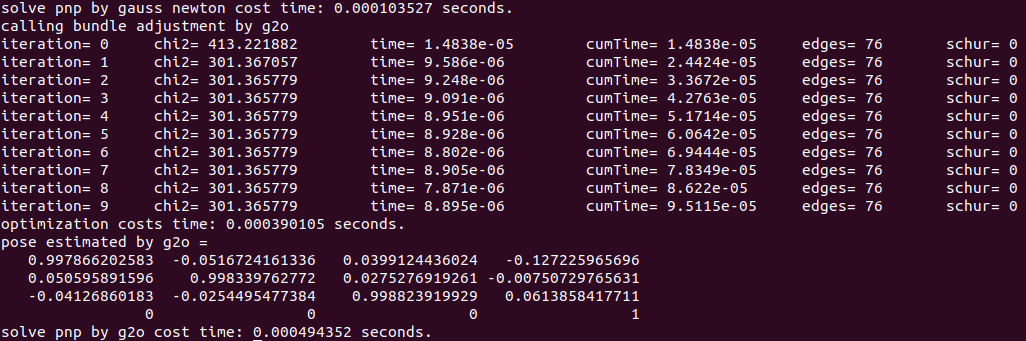 solve pnp by gauss newton cost time: 0.000103527 seconds.
calling bundle adjustment by g2o
iteration= 0 chi2= 413.221882 time= 1.4838e-05 cumTime= 1.4838e-05 edges= 76 schur= 0
iteration= 1 chi2= 301.367057 time= 9.586e-06 cumTime= 2.4424e-05 edges= 76 schur= 0
iteration= 2 chi2= 301.365779 time= 9.248e-06 cumTime= 3.3672e-05 edges= 76 schur= 0
iteration= 3 chi2= 301.365779 time= 9.091e-06 cumTime= 4.2763e-05 edges= 76 schur= 0
iteration= 4 chi2= 301.365779 time= 8.951e-06 cumTime= 5.1714e-05 edges= 76 schur= 0
iteration= 5 chi2= 301.365779 time= 8.928e-06 cumTime= 6.0642e-05 edges= 76 schur= 0
iteration= 6 chi2= 301.365779 time= 8.802e-06 cumTime= 6.9444e-05 edges= 76 schur= 0
iteration= 7 chi2= 301.365779 time= 8.905e-06 cumTime= 7.8349e-05 edges= 76 schur= 0
iteration= 8 chi2= 301.365779 time= 7.871e-06 cumTime= 8.622e-05 edges= 76 schur= 0
iteration= 9 chi2= 301.365779 time= 8.895e-06 cumTime= 9.5115e-05 edges= 76 schur= 0
optimization costs time: 0.000390105 seconds.
pose estimated by g2o =
0.997866202583 -0.0516724161336 0.0399124436024 -0.127225965696
0.050595891596 0.998339762772 0.0275276919261 -0.00750729765631
-0.04126860183 -0.0254495477384 0.998823919929 0.0613858417711
0 0 0 1
solve pnp by g2o cost time: 0.000494352 seconds.